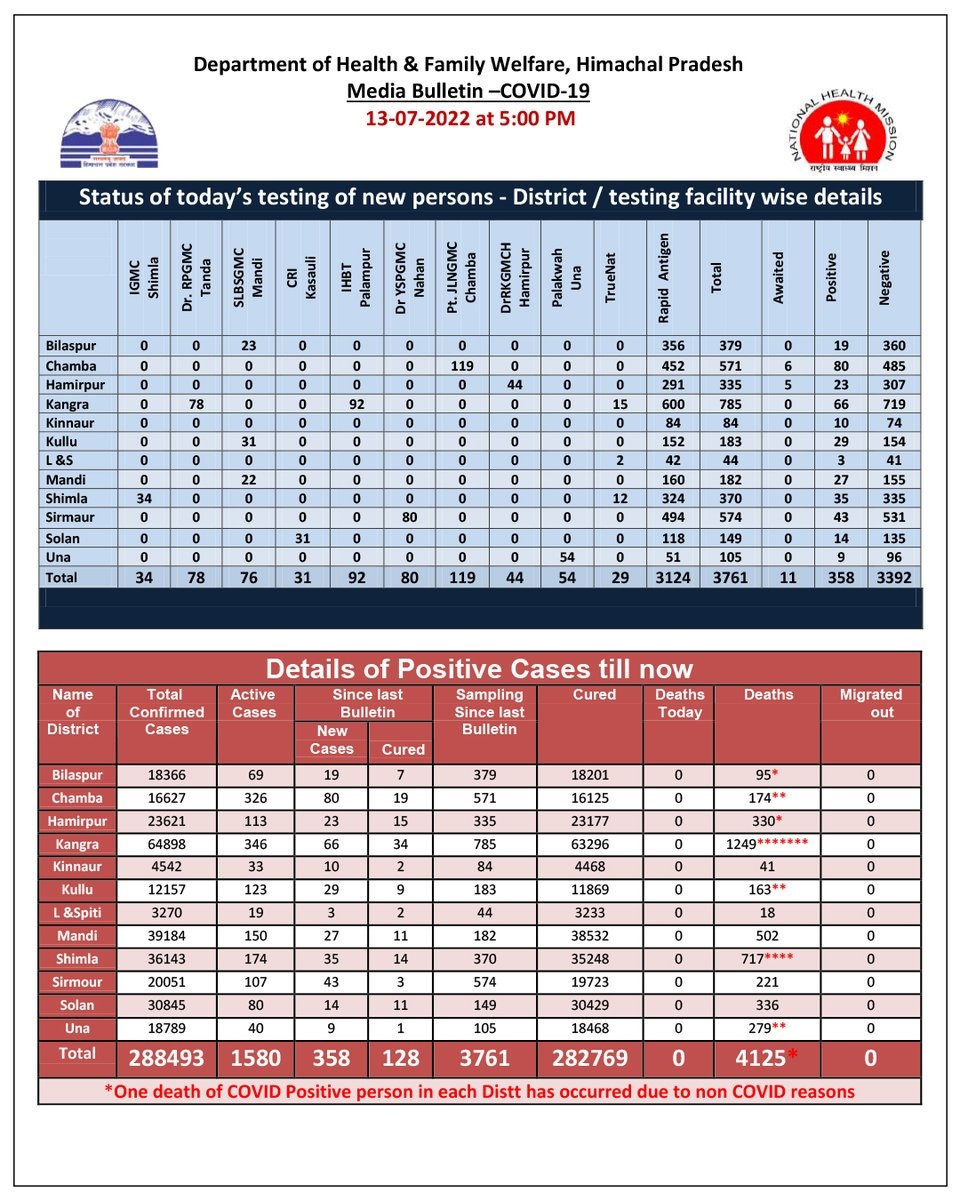 Department of Health & Family Welfare, Himachal Pradesh
Media Bulletin –COVID-19
13-07-2022 at 5:00 PM
NATIONAL HEALTH MISSION
राष्ट्रीय स्वास्थ्य मिशन
Status of today's testing of new persons - District / testing facility wise details
IGMC Shimla Dr. RPGMC Tanda SLBSGMC Mandi CRI Kasauli IHBT Palampur Dr YSPGMC Nahan Pt. JLNGMC Chamba DrRKGMCH Hamirpur Palakwah Una TrueNat Rapid Antigen Total Awaited Positive Negative
Bilaspur 0 0 23 0 0 0 0 0 0 0 356 379 0 19 360
Chamba 0 0 0 0 0 0 119 0 0 0 452 571 6 80 485
Hamirpur 0 0 0 0 0 0 0 44 0 0 291 335 5 23 307
Kangra 0 78 0 0 92 0 0 0 0 15 600 785 0 66 719
Kinnaur 0 0 0 0 0 0 0 0 0 0 84 84 0 10 74
Kullu 0 0 31 0 0 0 0 0 0 0 152 183 0 29 154
L &S 0 0 0 0 0 0 0 0 0 2 42 44 0 3 41
Mandi 0 0 22 0 0 0 0 0 0 0 160 182 0 27 155
Shimla 34 0 0 0 0 0 0 0 0 12 324 370 0 35 335
Sirmaur 0 0 0 0 0 80 0 0 0 0 494 574 0 43 531
Solan 0 0 0 31 0 0 0 0 0 0 118 149 0 14 135
Una 0 0 0 0 0 0 0 0 54 0 51 105 0 9 96
Total 34 78 76 31 92 80 119 44 54 29 3124 3761 11 358 3392
Details of Positive Cases till now
Name of District Total Confirmed Cases Active Cases Since last Bulletin Sampling Since last Bulletin Cured Deaths Today Deaths Migrated out
New Cases Cured
Bilaspur 18366 69 19 7 379 18201 0 95* 0
Chamba 16627 326 80 19 571 16125 0 174** 0
Hamirpur 23621 113 23 15 335 23177 0 330* 0
Kangra 64898 346 66 34 785 63296 0 1249******* 0
Kinnaur 4542 33 10 2 84 4468 0 41 0
Kullu 12157 123 29 9 183 11869 0 163** 0
L &Spiti 3270 19 3 2 44 3233 0 18 0
Mandi 39184 150 27 11 182 38532 0 502 0
Shimla 36143 174 35 14 370 35248 0 717**** 0
Sirmour 20051 107 43 3 574 19723 0 221 0
Solan 30845 80 14 11 149 30429 0 336 0
Una 18789 40 9 1 105 18468 0 279** 0
Total 288493 1580 358 128 3761 282769 0 4125* 0
*One death of COVID Positive person in each Distt has occurred due to non COVID reasons